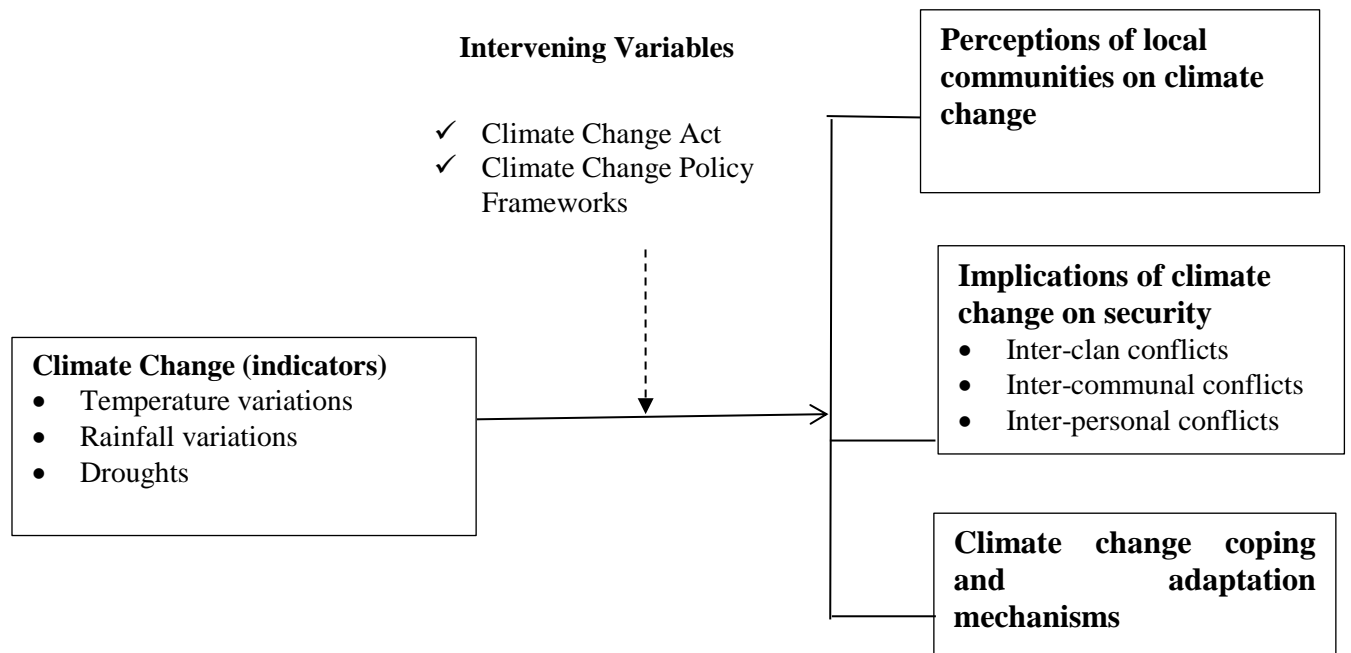 Intervening Variables
✓ Climate Change Act
✓ Climate Change Policy
Frameworks
Climate Change (indicators)
• Temperature variations
• Rainfall variations
• Droughts
Perceptions of local
communities on climate
change
Implications of climate
change on security
• Inter-clan conflicts
• Inter-communal conflicts
• Inter-personal conflicts
Climate change coping
and adaptation
mechanisms